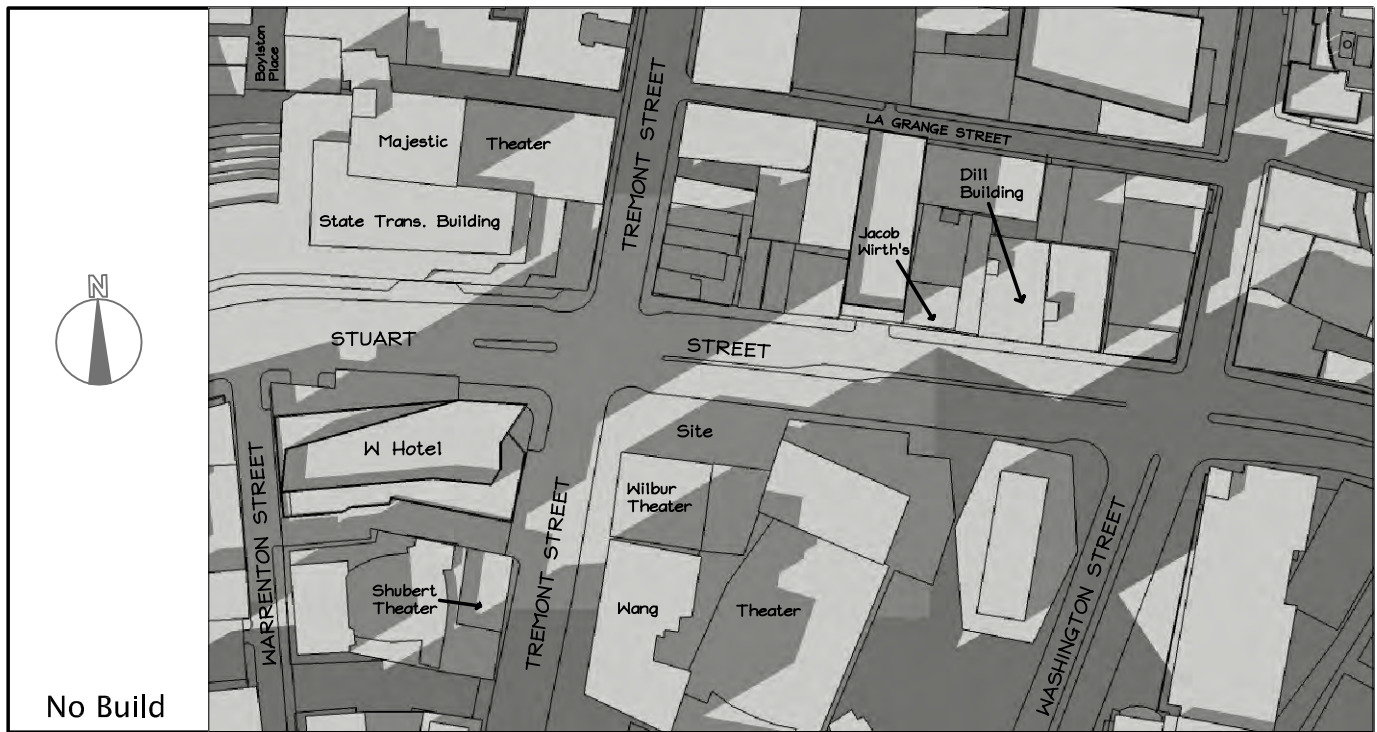 Boylston
Place
TREMONT STREET
LA GRANGE STREET
Majestic
Theater
Dill
Building
State Trans. Building
Jacob
Wirth's
N
STUART
STREET
Site
W Hotel
WARRENTON STREET
Wilbur
Theater
TREMONT STREET
WASHINGTON STREET
Shubert
Theater
Wang
Theater
No Build